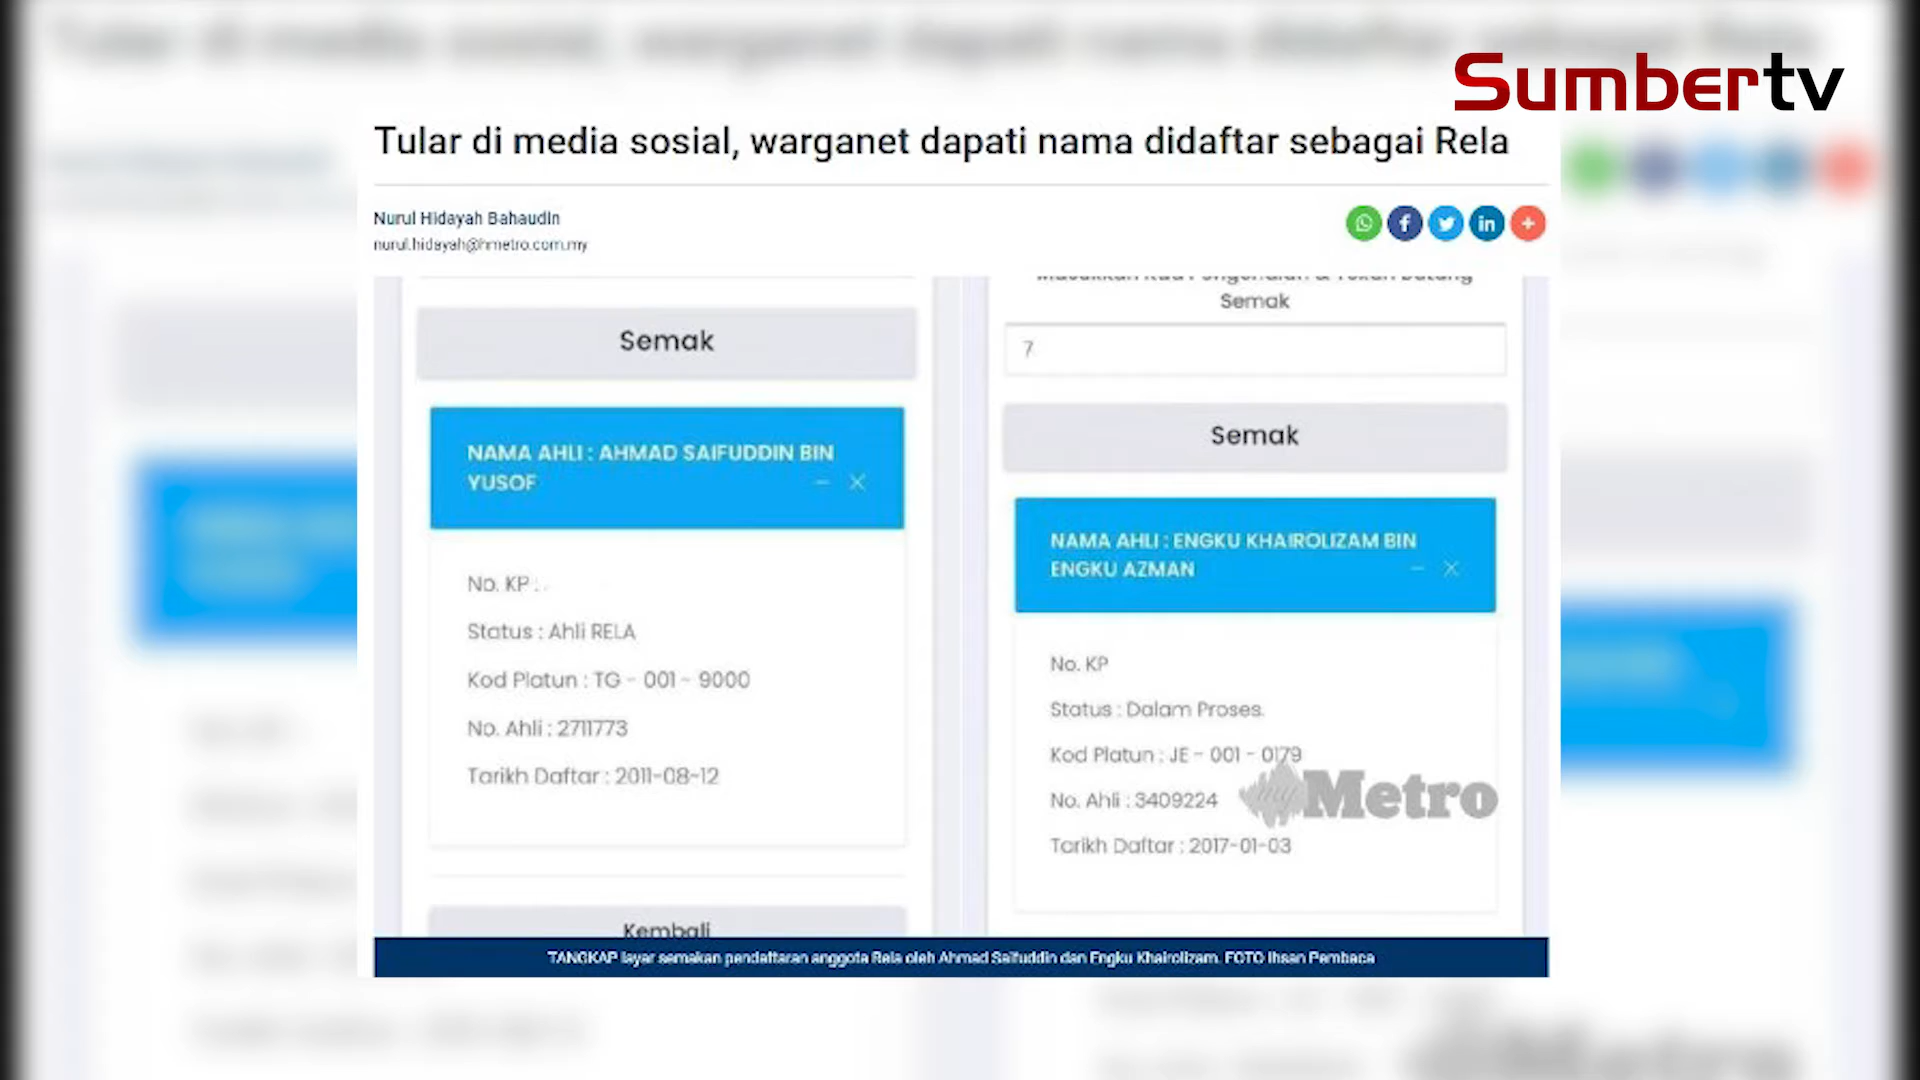 Sumbertv
Tular di media sosial, warganet dapati nama didaftar sebagai Rela
Nurul Hidayah Bahaudin
nurul.hidayah@hmetro.com.my
Semak
NAMA AHLI : AHMAD SAIFUDDIN BIN
YUSOF
No. KP : .
Status : Ahli RELA
Kod Platun : TG - 001 - 9000
No. Ahli : 2711773
Tarikh Daftar : 2011-08-12
Kembali
Semak
7
Semak
NAMA AHLI : ENGKU KHAIROLIZAM BIN
ENGKU AZMAN
No. KP
Status : Dalam Proses.
Kod Platun : JE - 001 - 0179
No. Ahli : 3409224
Tarikh Daftar : 2017-01-03
myMetro
TANGKAP layar semakan pendaftaran anggota Rela oleh Ahmad Saifuddin dan Engku Khairolizam. FOTO Ihsan Pembaca